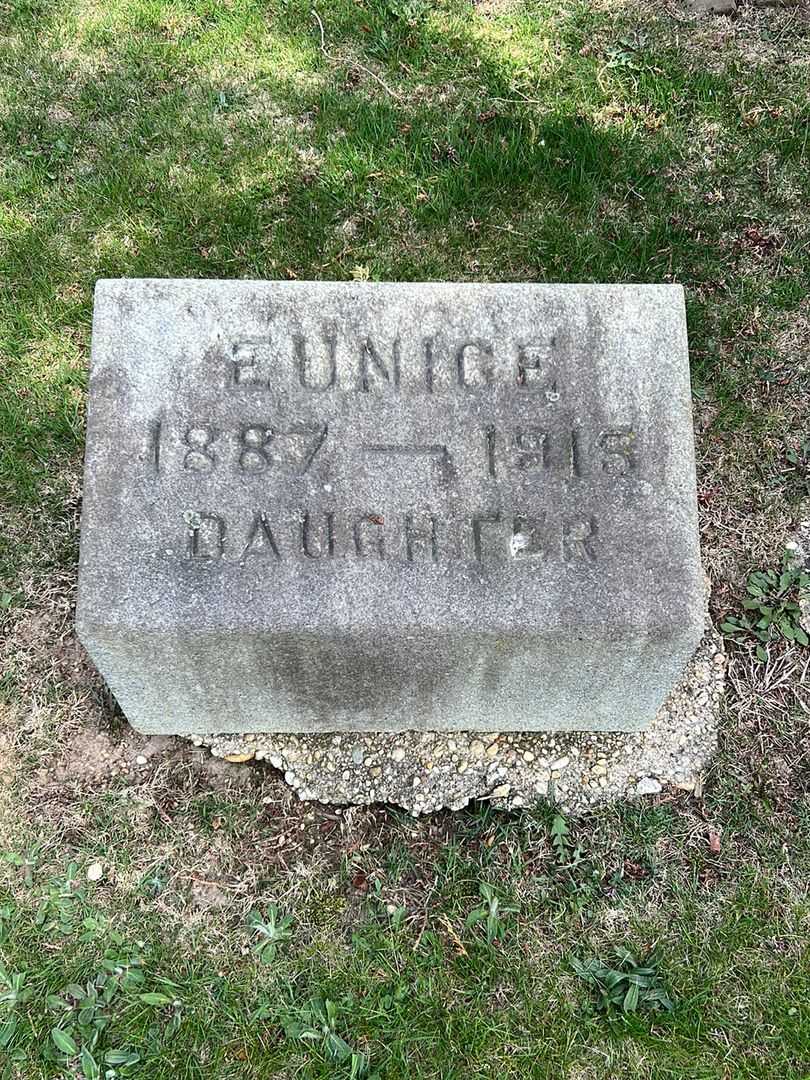 EUNICE
1887 — 1915
DAUGHTER